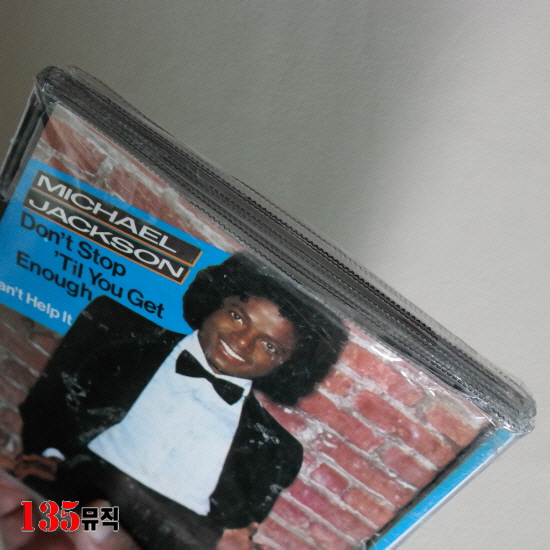 MICHAEL
JACKSON
Don't Stop
'Til You Get
Enough
an't Help It
135뮤직